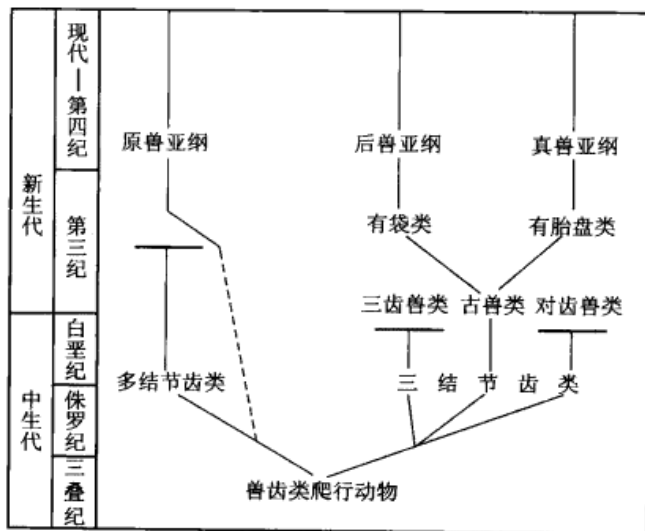 新生代
中生代
现代—第四纪
第三纪
白垩纪
侏罗纪
三叠纪
原兽亚纲
后兽亚纲
真兽亚纲
有袋类
有胎盘类
三齿兽类
古兽类
对齿兽类
多结节齿类
三结节齿类
兽齿类爬行动物